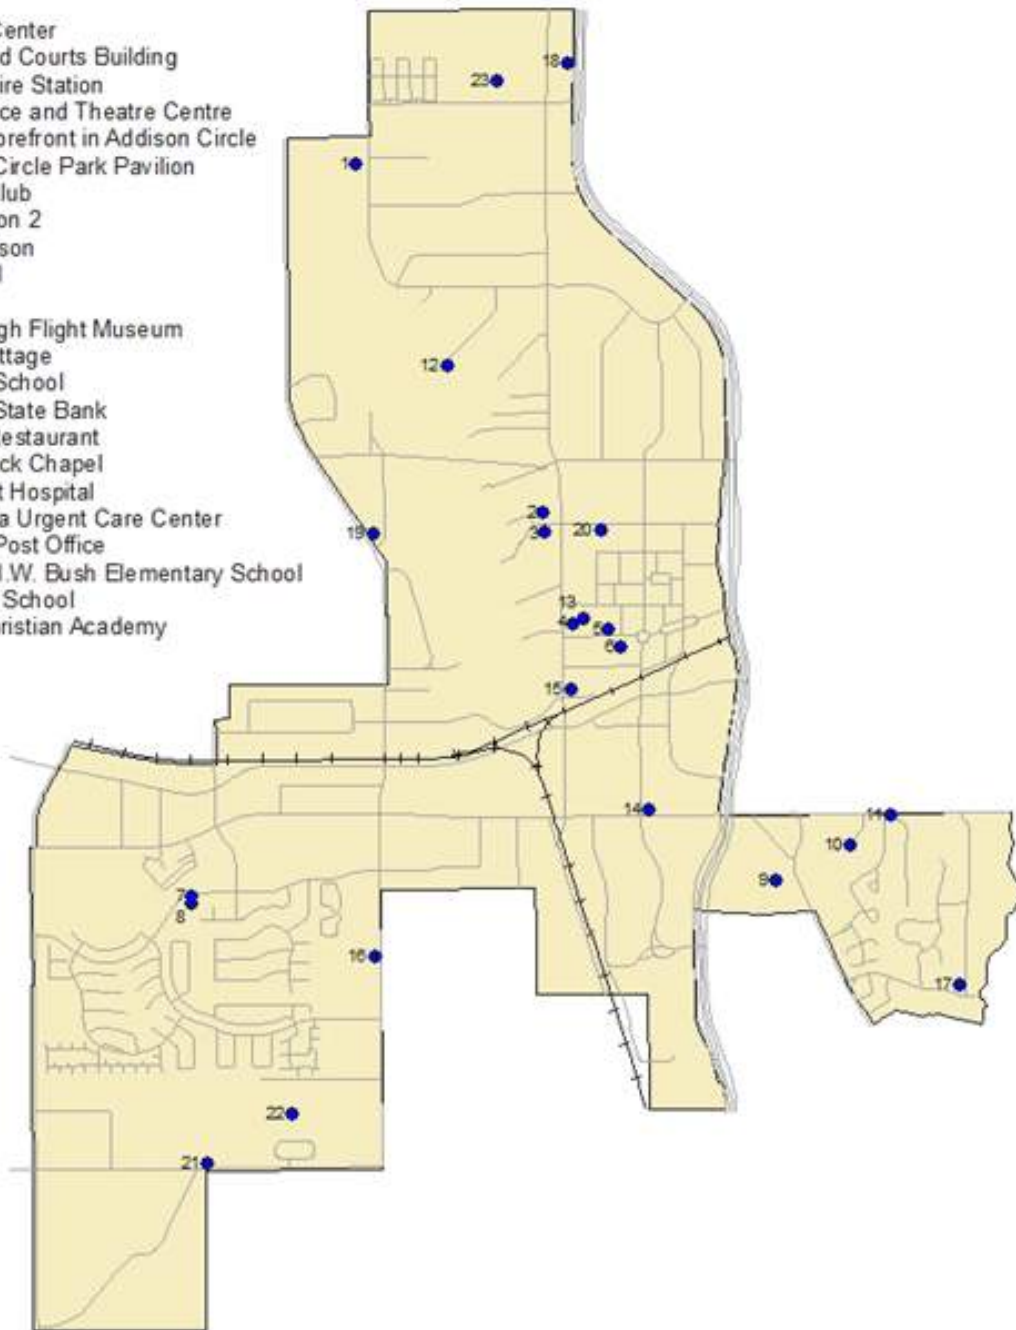 Center
d Courts Building
ire Station
ce and Theatre Centre
orefront in Addison Circle
Circle Park Pavilion
lub
on 2
son
l
gh Flight Museum
ttage
School
State Bank
estaurant
ck Chapel
t Hospital
a Urgent Care Center
Post Office
.W. Bush Elementary School
School
ristian Academy
18
23
1
12
2
3
20
19
13
4
5
6
15
14
11
10
9
7
8
16
17
22
21